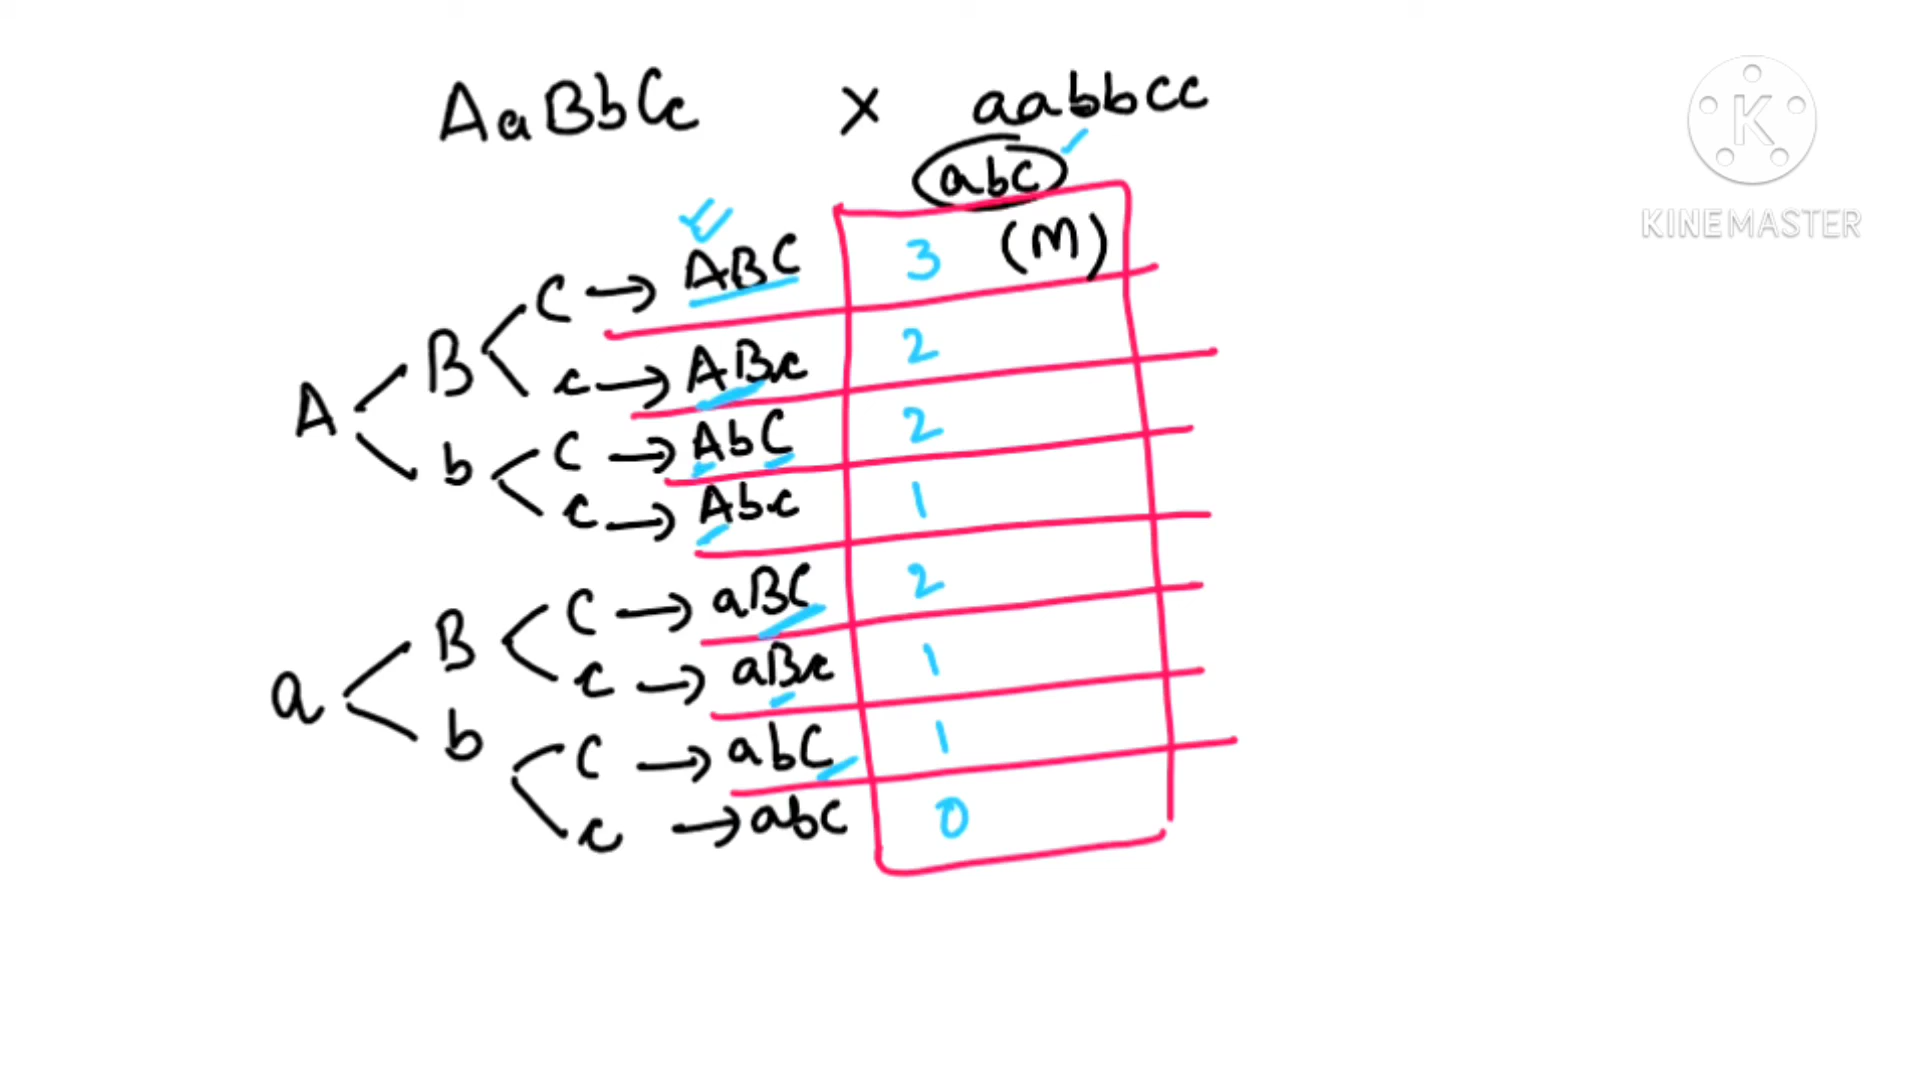 AaBbCc x aabbcc
abc
C → ABC 3 (M)
B
c → ABc 2
A
C → AbC 2
b
c → Abc 1
C → aBC 2
B
c → aBc 1
a
b
C → abC 1
c → abc 0
K
KINEMASTER